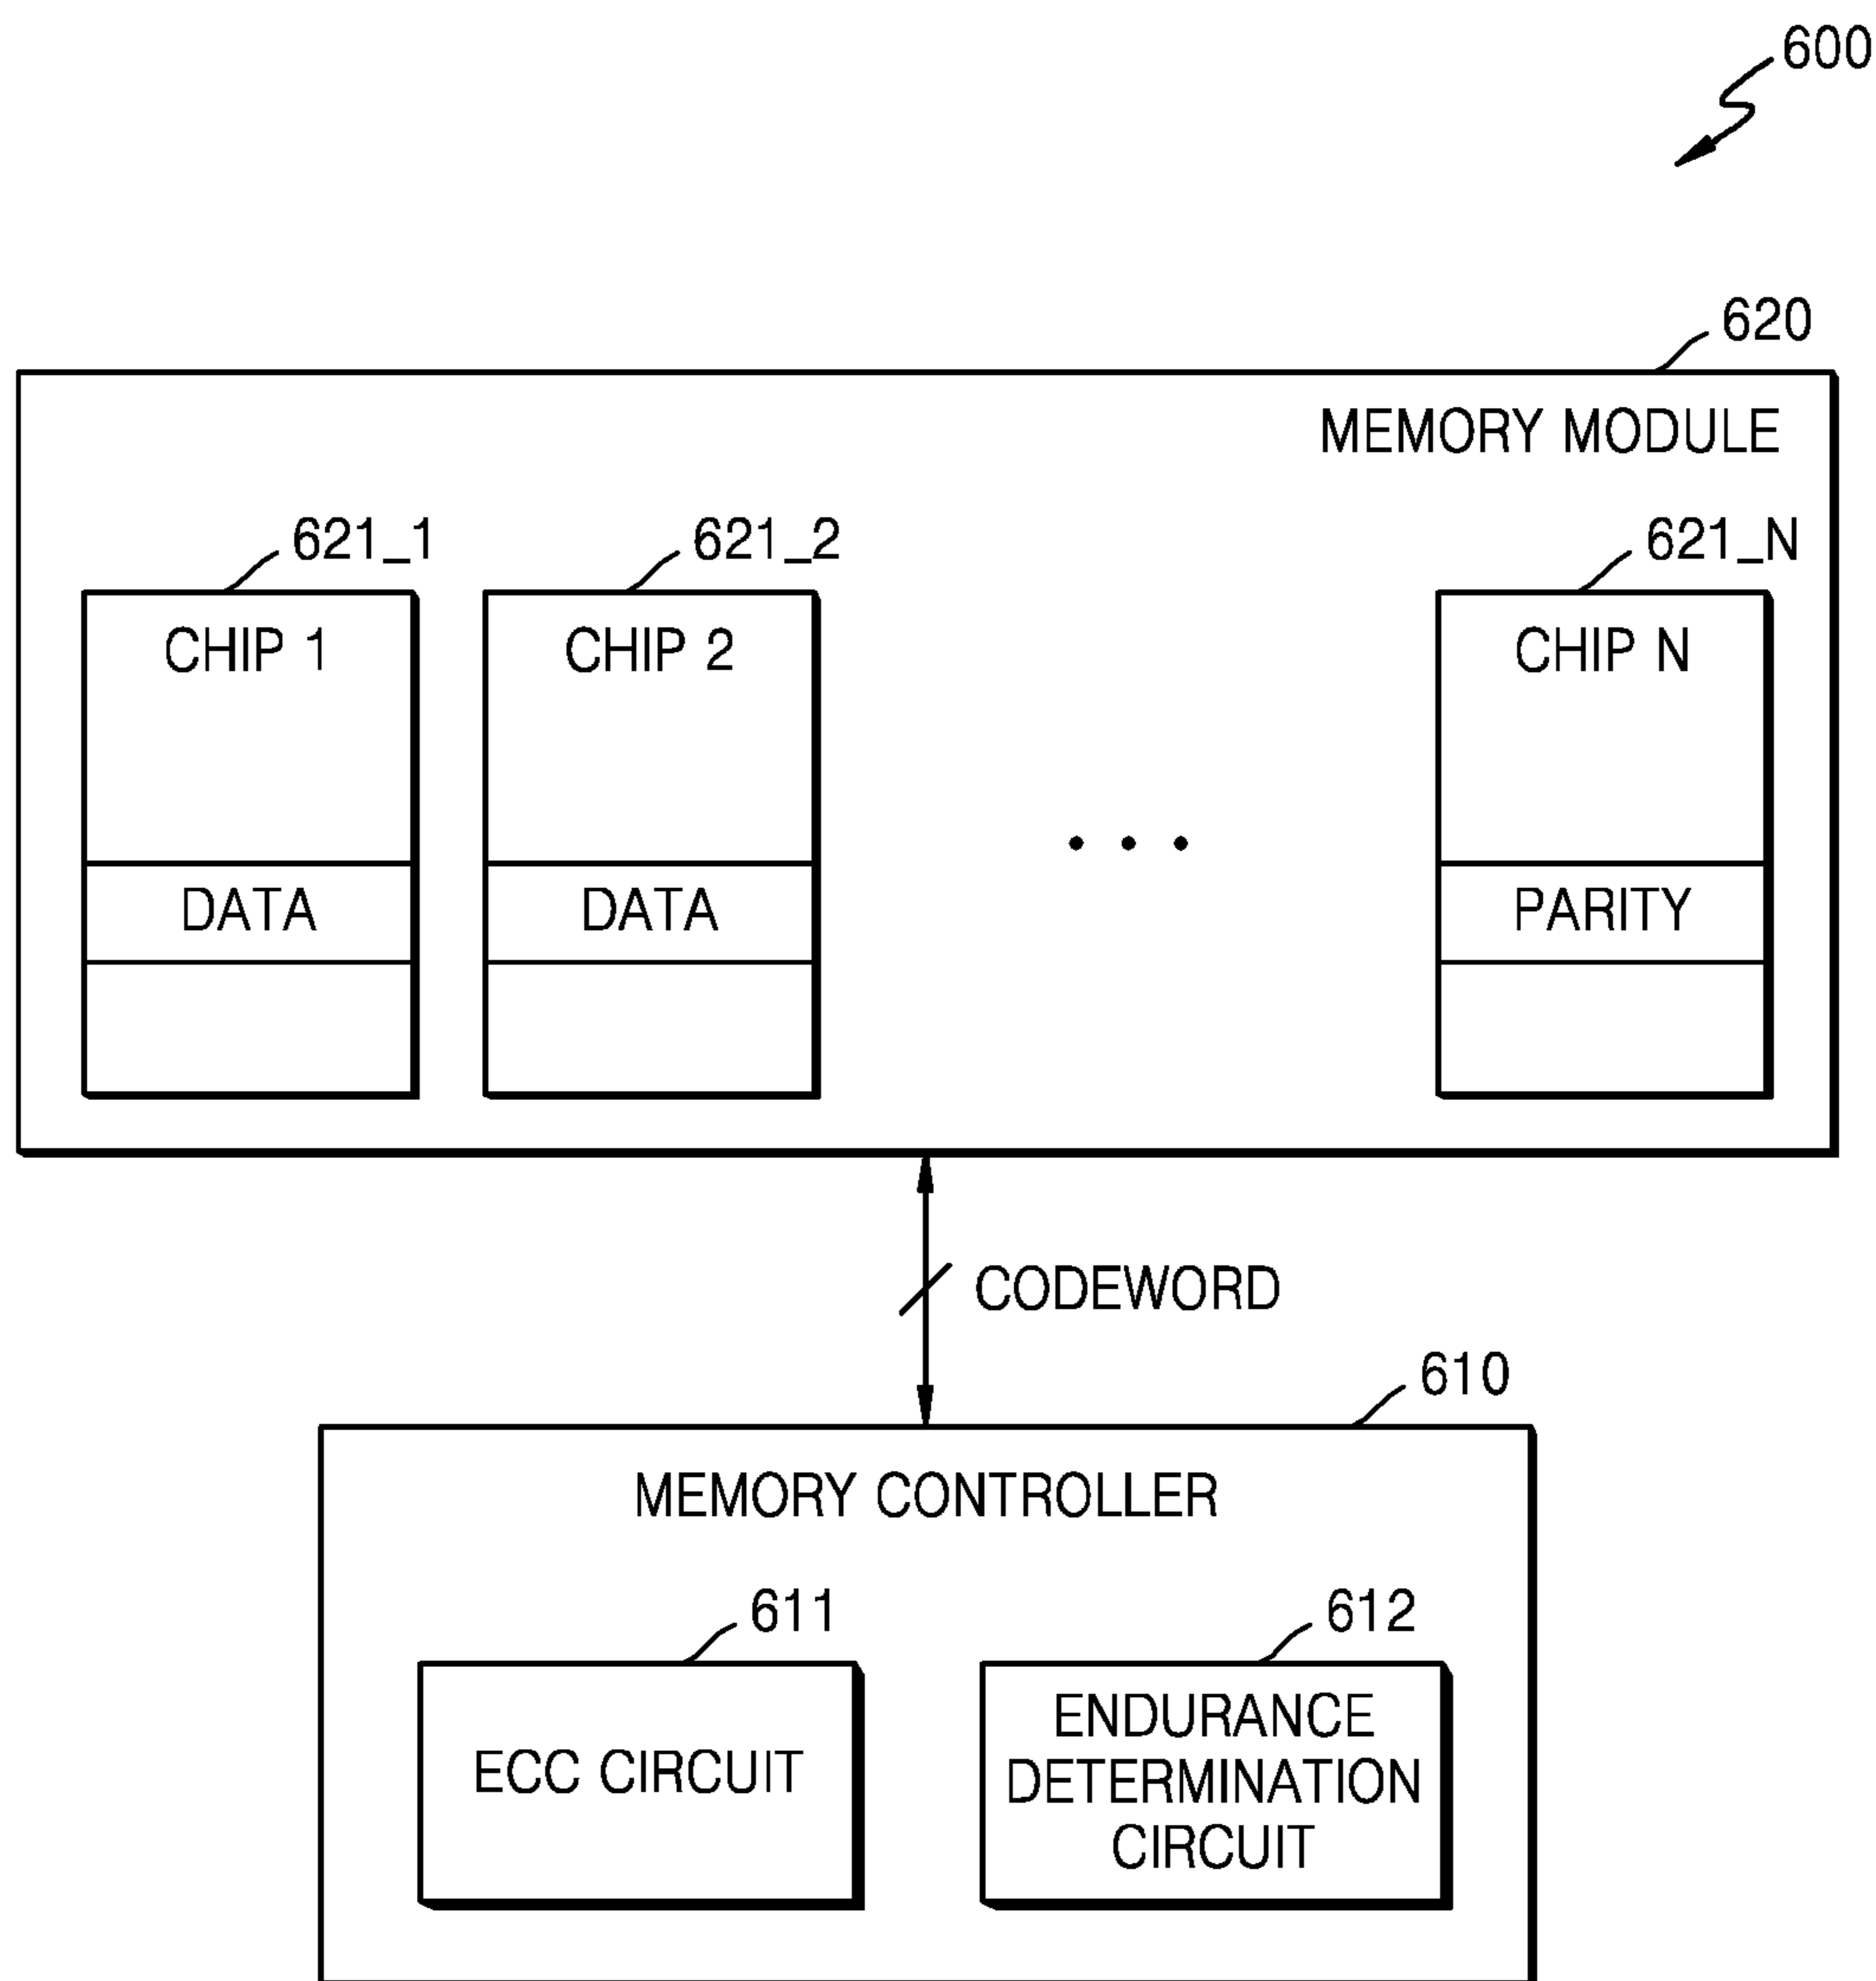 600
620
MEMORY MODULE
621_1
621_2
621_N
CHIP 1
CHIP 2
CHIP N
DATA
DATA
PARITY
CODEWORD
610
MEMORY CONTROLLER
611
612
ECC CIRCUIT
ENDURANCE
DETERMINATION
CIRCUIT